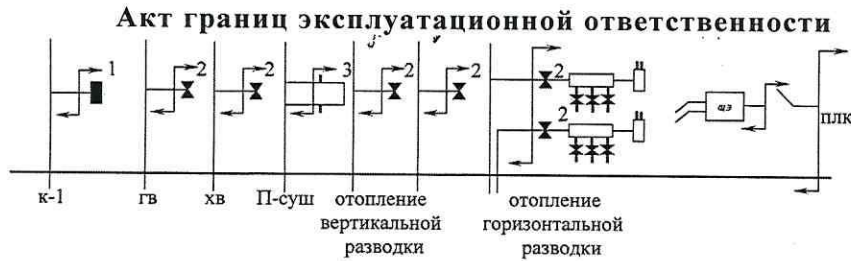 Акт границ эксплуатационной ответственности
1 2 2 3 2 2 2
2
щэ
плк
к-1 гв хв П-суш отопление вертикальной разводки
отопление горизонтальной разводки